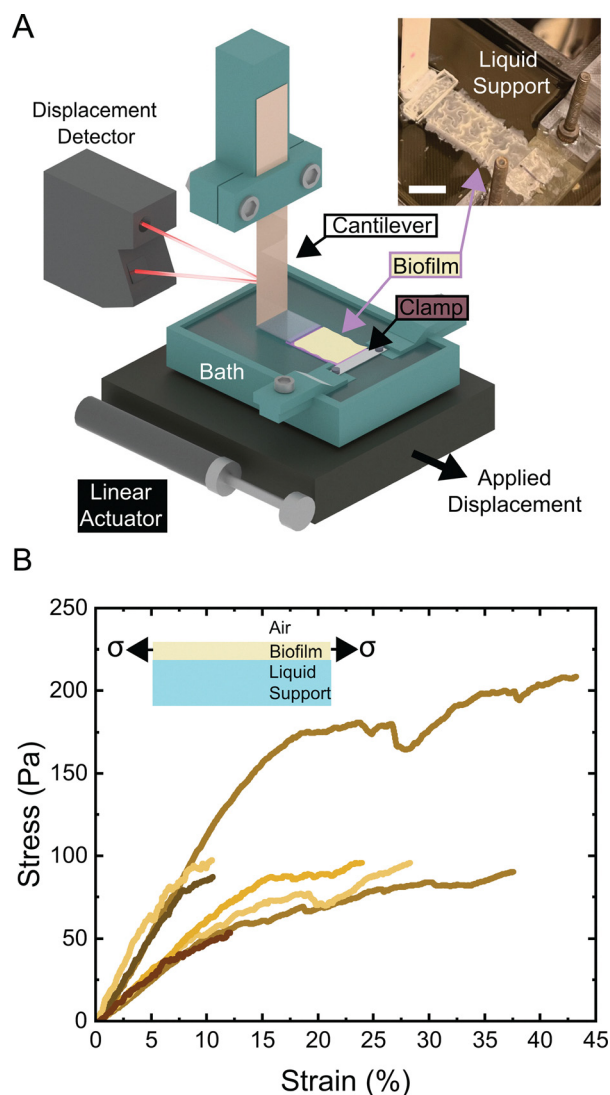 A
Displacement
Detector
Liquid
Support
Cantilever
Biofilm
Clamp
Bath
Linear
Actuator
Applied
Displacement
B
250
200
150
100
50
0
Stress (Pa)
Air
σ
Biofilm
σ
Liquid
Support
0 5 10 15 20 25 30 35 40 45
Strain (%)